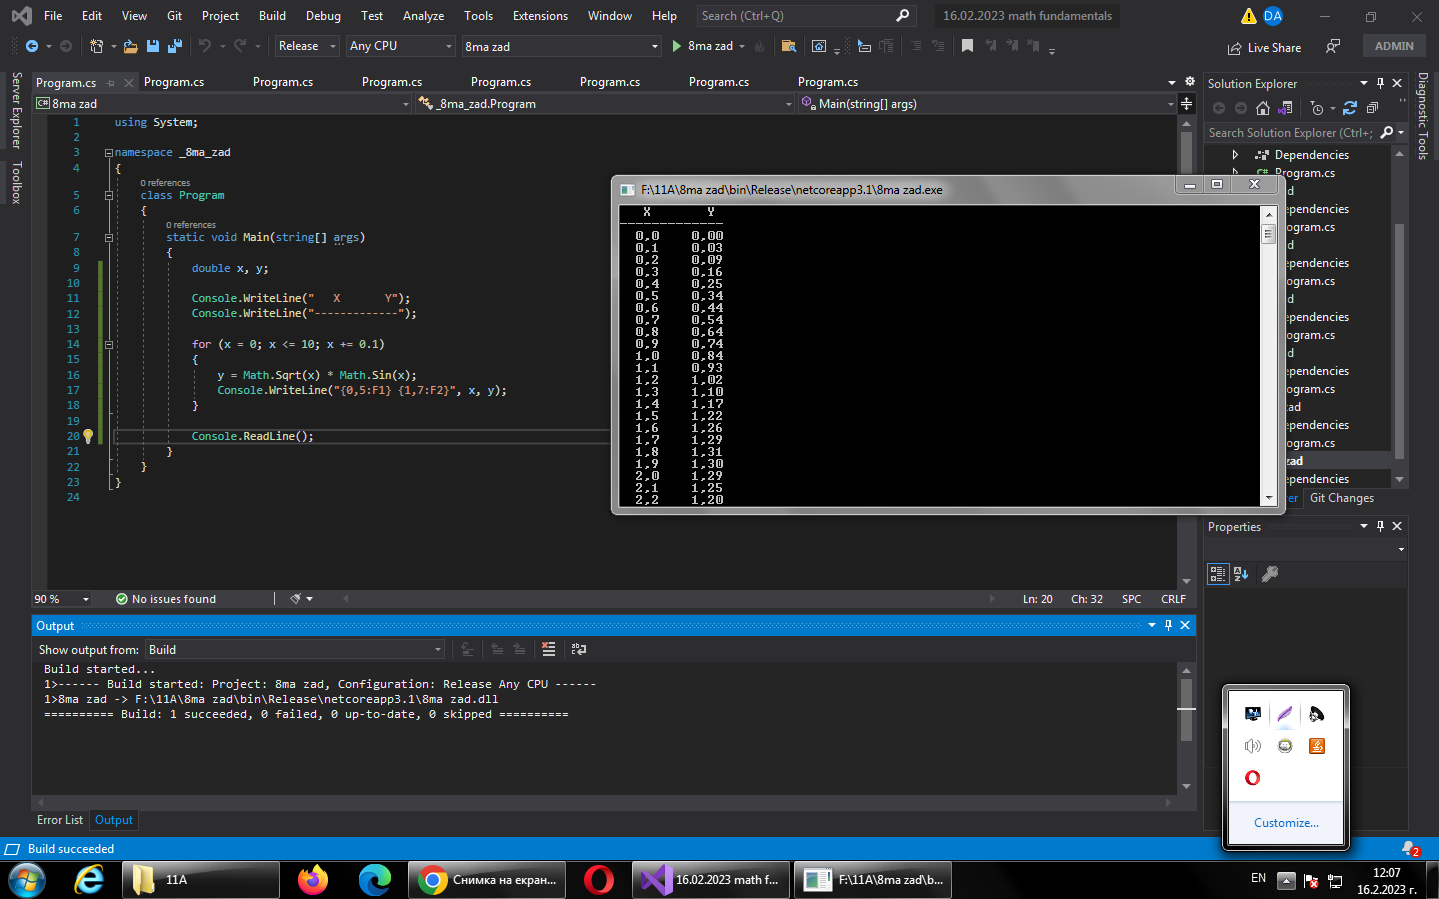 File Edit View Git Project Build Debug Test Analyze Tools Extensions Window Help Search (Ctrl+Q) 16.02.2023 math fundamentals DA
Release Any CPU 8ma zad 8ma zad Live Share ADMIN
Server Explorer
Toolbox
Program.cs Program.cs Program.cs Program.cs Program.cs Program.cs Program.cs Program.cs
C# 8ma zad _8ma_zad.Program Main(string[] args)
1 using System;
2
3 namespace _8ma_zad
4 {
0 references
5 class Program
6 {
0 references
7 static void Main(string[] args)
8 {
9 double x, y;
10
11 Console.WriteLine("   X       Y");
12 Console.WriteLine("-------------");
13
14 for (x = 0; x <= 10; x += 0.1)
15 {
16 y = Math.Sqrt(x) * Math.Sin(x);
17 Console.WriteLine("{0,5:F1} {1,7:F2}", x, y);
18 }
19
20 Console.ReadLine();
21 }
22 }
23 }
24
90 % No issues found Ln: 20 Ch: 32 SPC CRLF
F:\11A\8ma zad\bin\Release\netcoreapp3.1\8ma zad.exe
X Y
-------------
0,0 0,00
0,1 0,03
0,2 0,09
0,3 0,16
0,4 0,25
0,5 0,34
0,6 0,44
0,7 0,54
0,8 0,64
0,9 0,74
1,0 0,84
1,1 0,93
1,2 1,02
1,3 1,10
1,4 1,17
1,5 1,22
1,6 1,26
1,7 1,29
1,8 1,31
1,9 1,30
2,0 1,29
2,1 1,25
2,2 1,20
Solution Explorer
Search Solution Explorer (Ctrl+;
Dependencies
Program.cs
d
ependencies
ogram.cs
d
ependencies
ogram.cs
d
ependencies
ogram.cs
zad
ependencies
ogram.cs
zad
ependencies
er Git Changes
Diagnostic Tools
Properties
Output
Show output from: Build
Build started...
1>------ Build started: Project: 8ma zad, Configuration: Release Any CPU ------
1>8ma zad -> F:\11A\8ma zad\bin\Release\netcoreapp3.1\8ma zad.dll
========== Build: 1 succeeded, 0 failed, 0 up-to-date, 0 skipped ==========
Error List Output
Customize...
Build succeeded 2
11A Снимка на екран... 16.02.2023 math f... F:\11A\8ma zad\b... EN 12:07
16.2.2023 г.